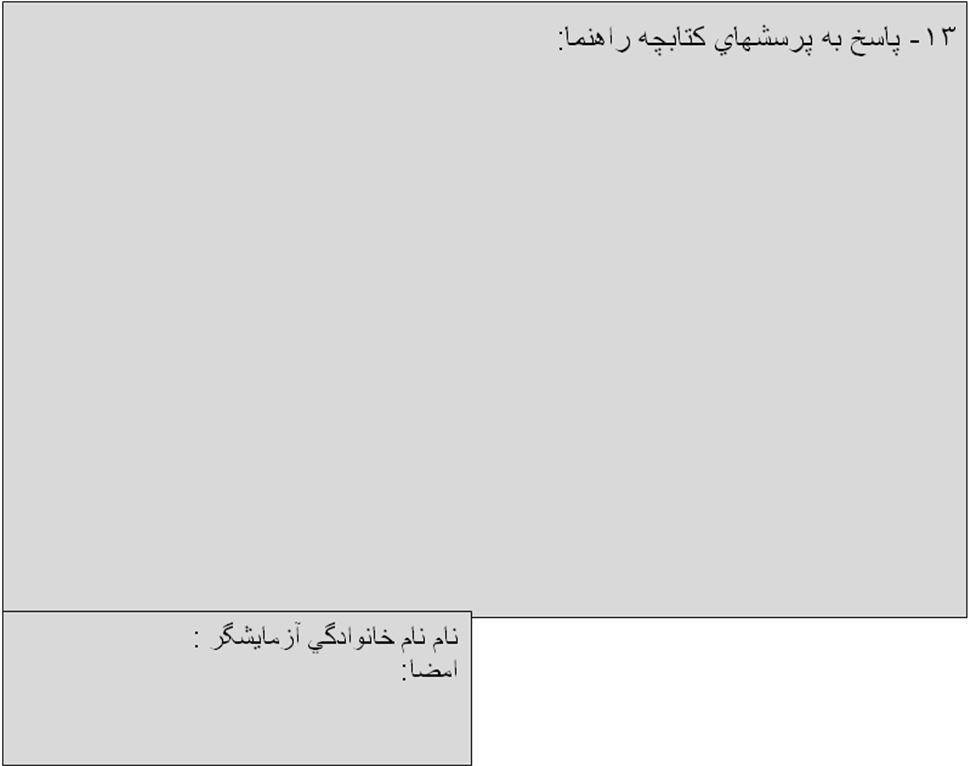 ۱۳- پاسخ به پرسشهاي كتابچه راهنما:
نام نام خانوادگي آزمايشگر :
امضا: